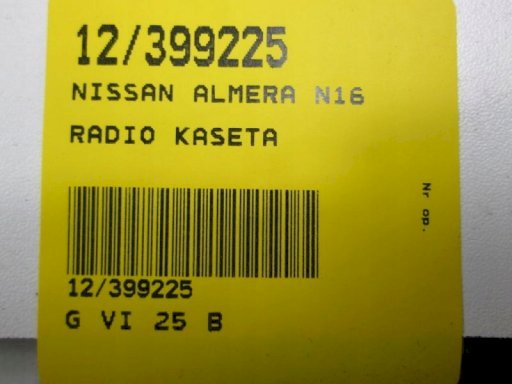 12/399225
NISSAN ALMERA N16
RADIO KASETA
12/399225
G VI 25 B
Nr op.